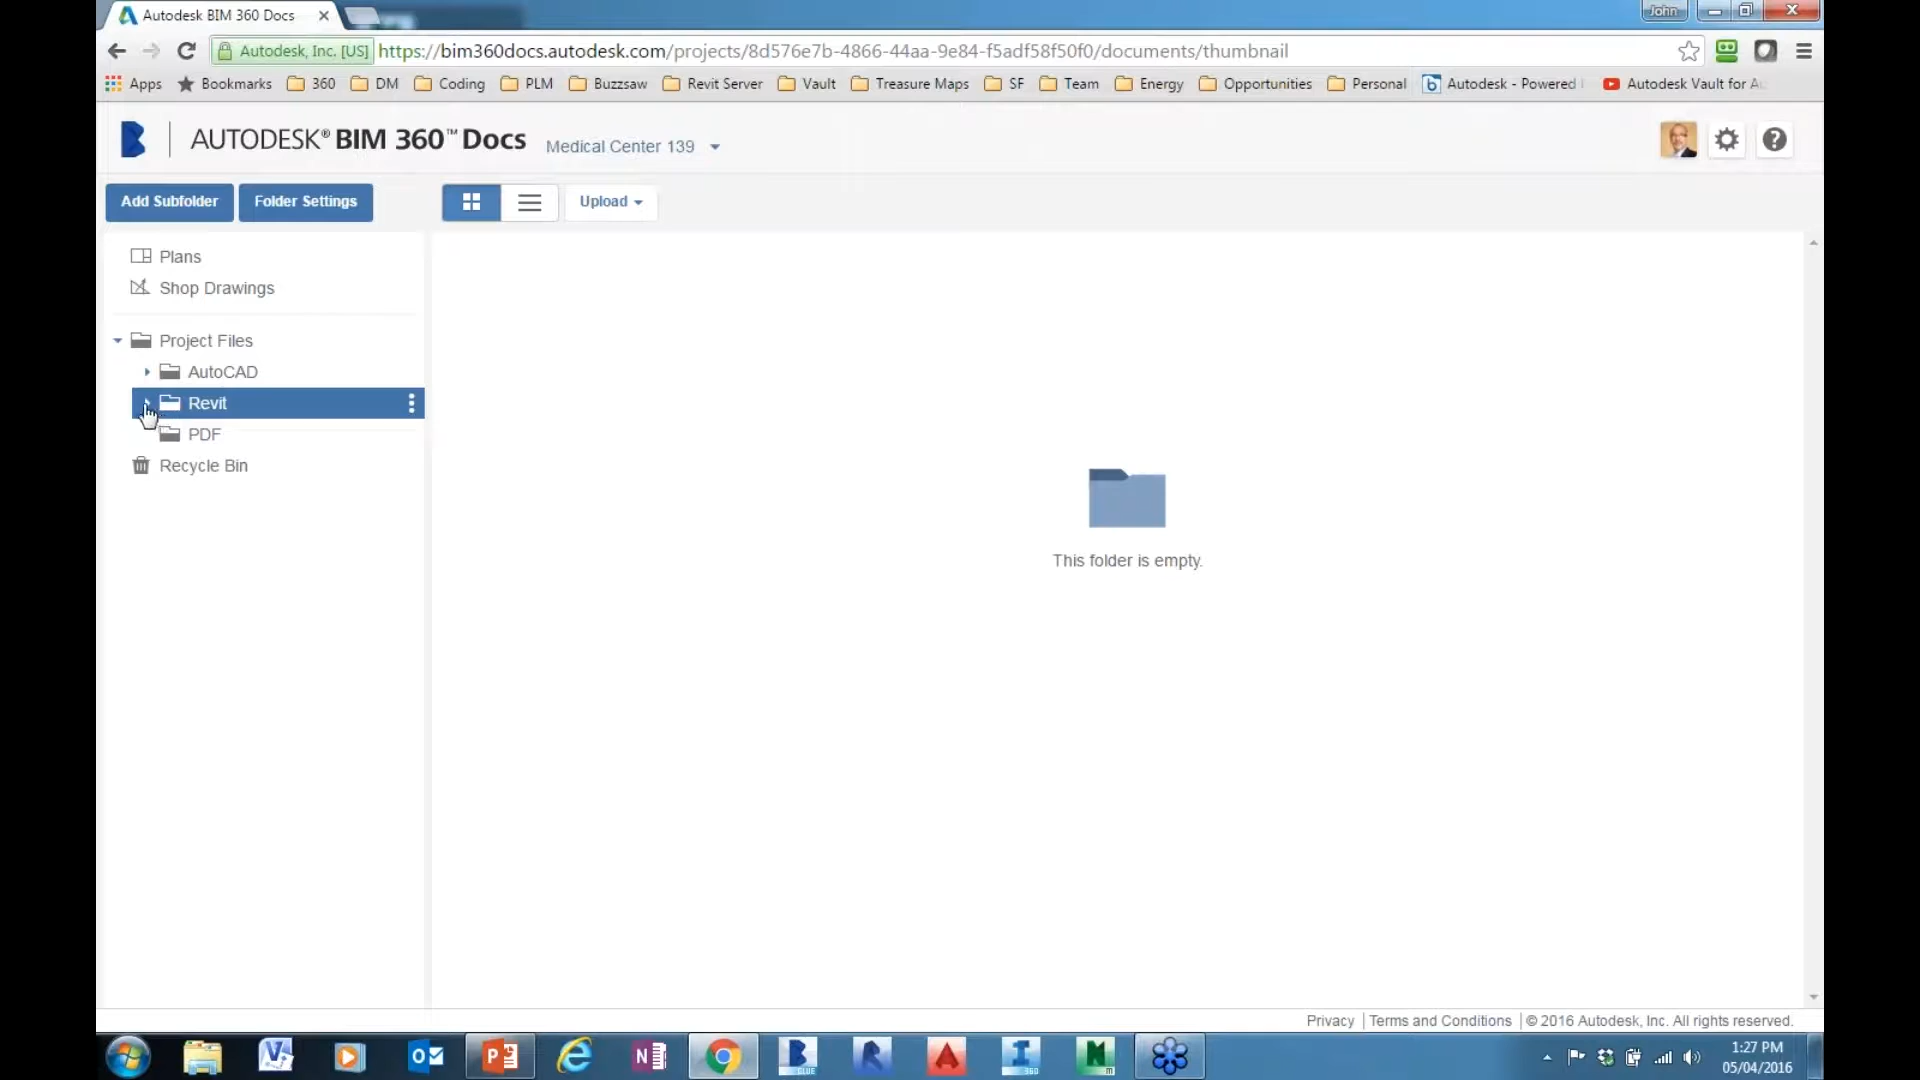 Autodesk BIM 360 Docs
John
Autodesk, Inc. [US] https://bim360docs.autodesk.com/projects/8d576e7b-4866-44aa-9e84-f5adf58f50f0/documents/thumbnail
Apps Bookmarks 360 DM Coding PLM Buzzsaw Revit Server Vault Treasure Maps SF Team Energy Opportunities Personal Autodesk - Powered Autodesk Vault for
AUTODESK® BIM 360™ Docs Medical Center 139
Add Subfolder Folder Settings Upload
Plans
Shop Drawings
Project Files
AutoCAD
Revit
PDF
Recycle Bin
This folder is empty.
Privacy | Terms and Conditions | © 2016 Autodesk, Inc. All rights reserved.
1:27 PM
05/04/2016